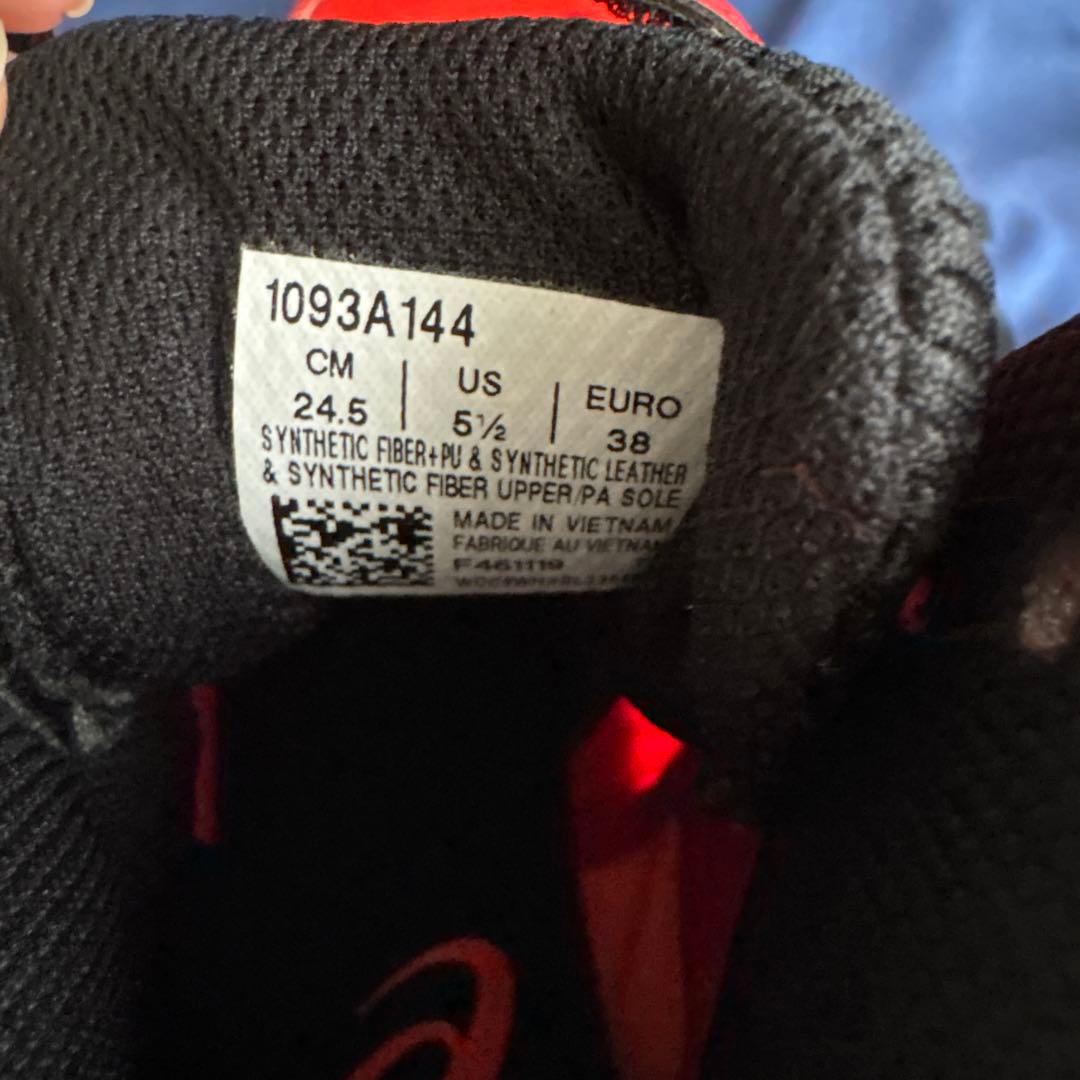 1093A144
CM | US | EURO
24.5 | 5½ | 38
SYNTHETIC FIBER+PU & SYNTHETIC LEATHER
& SYNTHETIC FIBER UPPER/PA SOLE
MADE IN VIETNAM
FABRIQUE AU VIETNAM
F461119